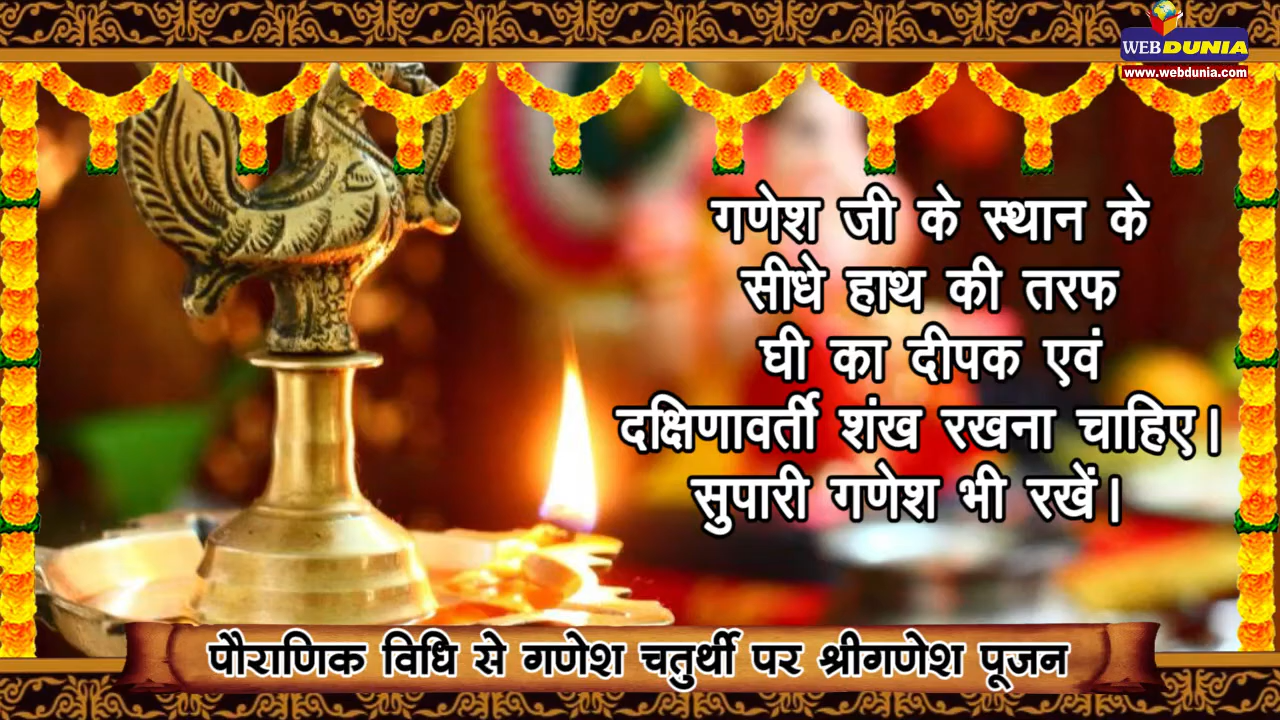 WEBDUNIA
www.webdunia.com
गणेश जी के स्थान के
सीधे हाथ की तरफ
घी का दीपक एवं
दक्षिणावर्ती शंख रखना चाहिए।
सुपारी गणेश भी रखें।
पौराणिक विधि से गणेश चतुर्थी पर श्रीगणेश पूजन